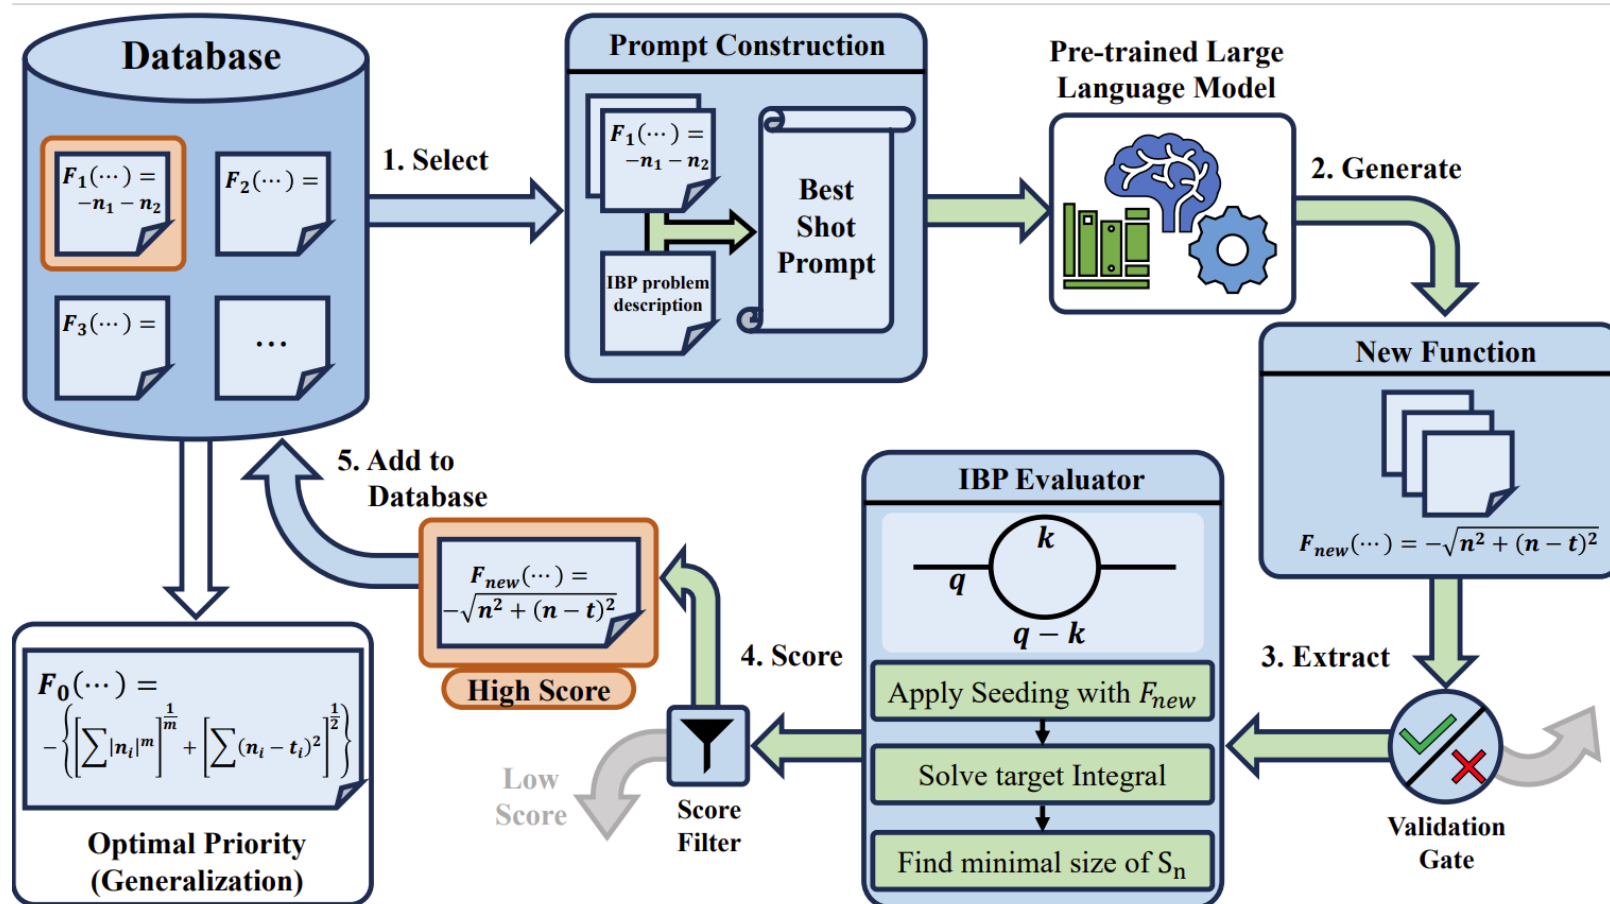 Database
F₁(⋯) =
−n₁ − n₂
F₂(⋯) =
F₃(⋯) =
⋯
1. Select
Prompt Construction
F₁(⋯) =
−n₁ − n₂
IBP problem
description
Best
Shot
Prompt
Pre-trained Large
Language Model
2. Generate
New Function
F_new(⋯) = −√(n² + (n − t)²)
3. Extract
Validation
Gate
IBP Evaluator
k
q
q − k
Apply Seeding with F_new
Solve target Integral
Find minimal size of Sₙ
4. Score
Score
Filter
Low
Score
F_new(⋯) =
−√(n² + (n − t)²)
High Score
5. Add to
Database
F₀(⋯) =
−{[∑|nᵢ|^m]^(1/m) + [∑(nᵢ − tᵢ)²]^(1/2)}
Optimal Priority
(Generalization)